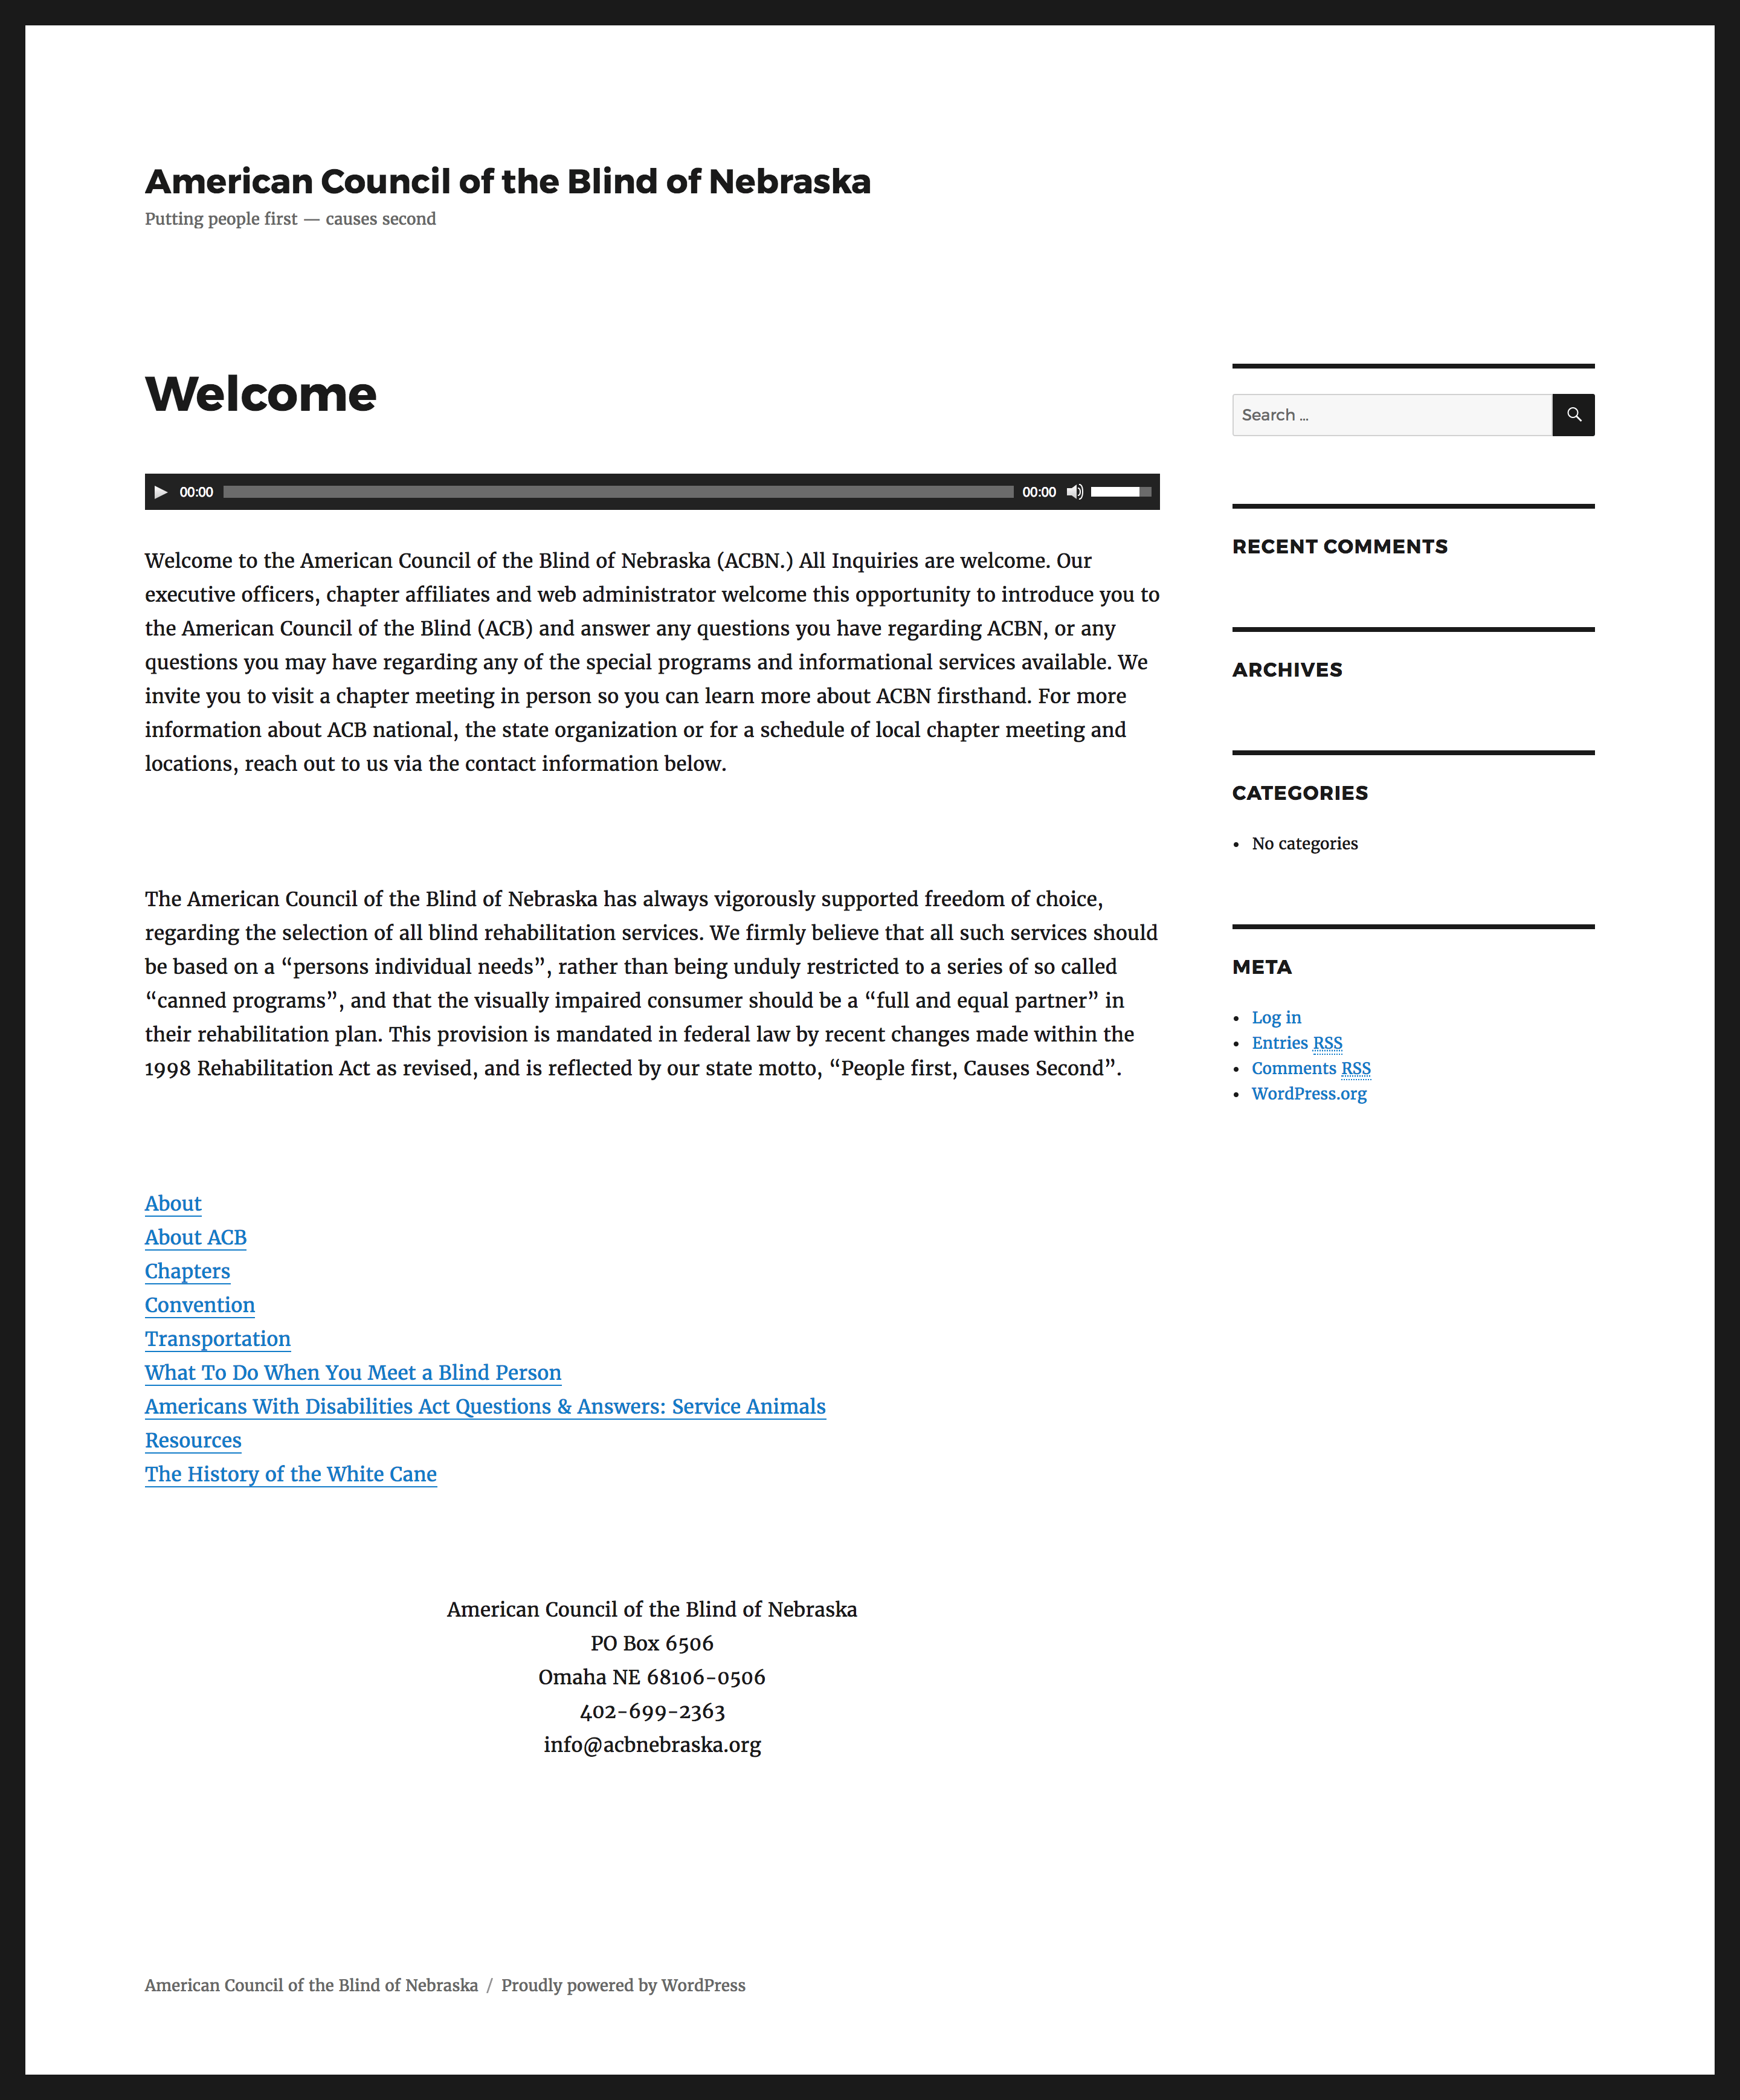 American Council of the Blind of Nebraska
Putting people first — causes second
Welcome
00:00 00:00
Welcome to the American Council of the Blind of Nebraska (ACBN.) All Inquiries are welcome. Our
executive officers, chapter affiliates and web administrator welcome this opportunity to introduce you to
the American Council of the Blind (ACB) and answer any questions you have regarding ACBN, or any
questions you may have regarding any of the special programs and informational services available. We
invite you to visit a chapter meeting in person so you can learn more about ACBN firsthand. For more
information about ACB national, the state organization or for a schedule of local chapter meeting and
locations, reach out to us via the contact information below.
The American Council of the Blind of Nebraska has always vigorously supported freedom of choice,
regarding the selection of all blind rehabilitation services. We firmly believe that all such services should
be based on a “persons individual needs”, rather than being unduly restricted to a series of so called
“canned programs”, and that the visually impaired consumer should be a “full and equal partner” in
their rehabilitation plan. This provision is mandated in federal law by recent changes made within the
1998 Rehabilitation Act as revised, and is reflected by our state motto, “People first, Causes Second”.
About
About ACB
Chapters
Convention
Transportation
What To Do When You Meet a Blind Person
Americans With Disabilities Act Questions & Answers: Service Animals
Resources
The History of the White Cane
American Council of the Blind of Nebraska
PO Box 6506
Omaha NE 68106-0506
402-699-2363
info@acbnebraska.org
Search ...
RECENT COMMENTS
ARCHIVES
CATEGORIES
No categories
META
Log in
Entries RSS
Comments RSS
WordPress.org
American Council of the Blind of Nebraska / Proudly powered by WordPress